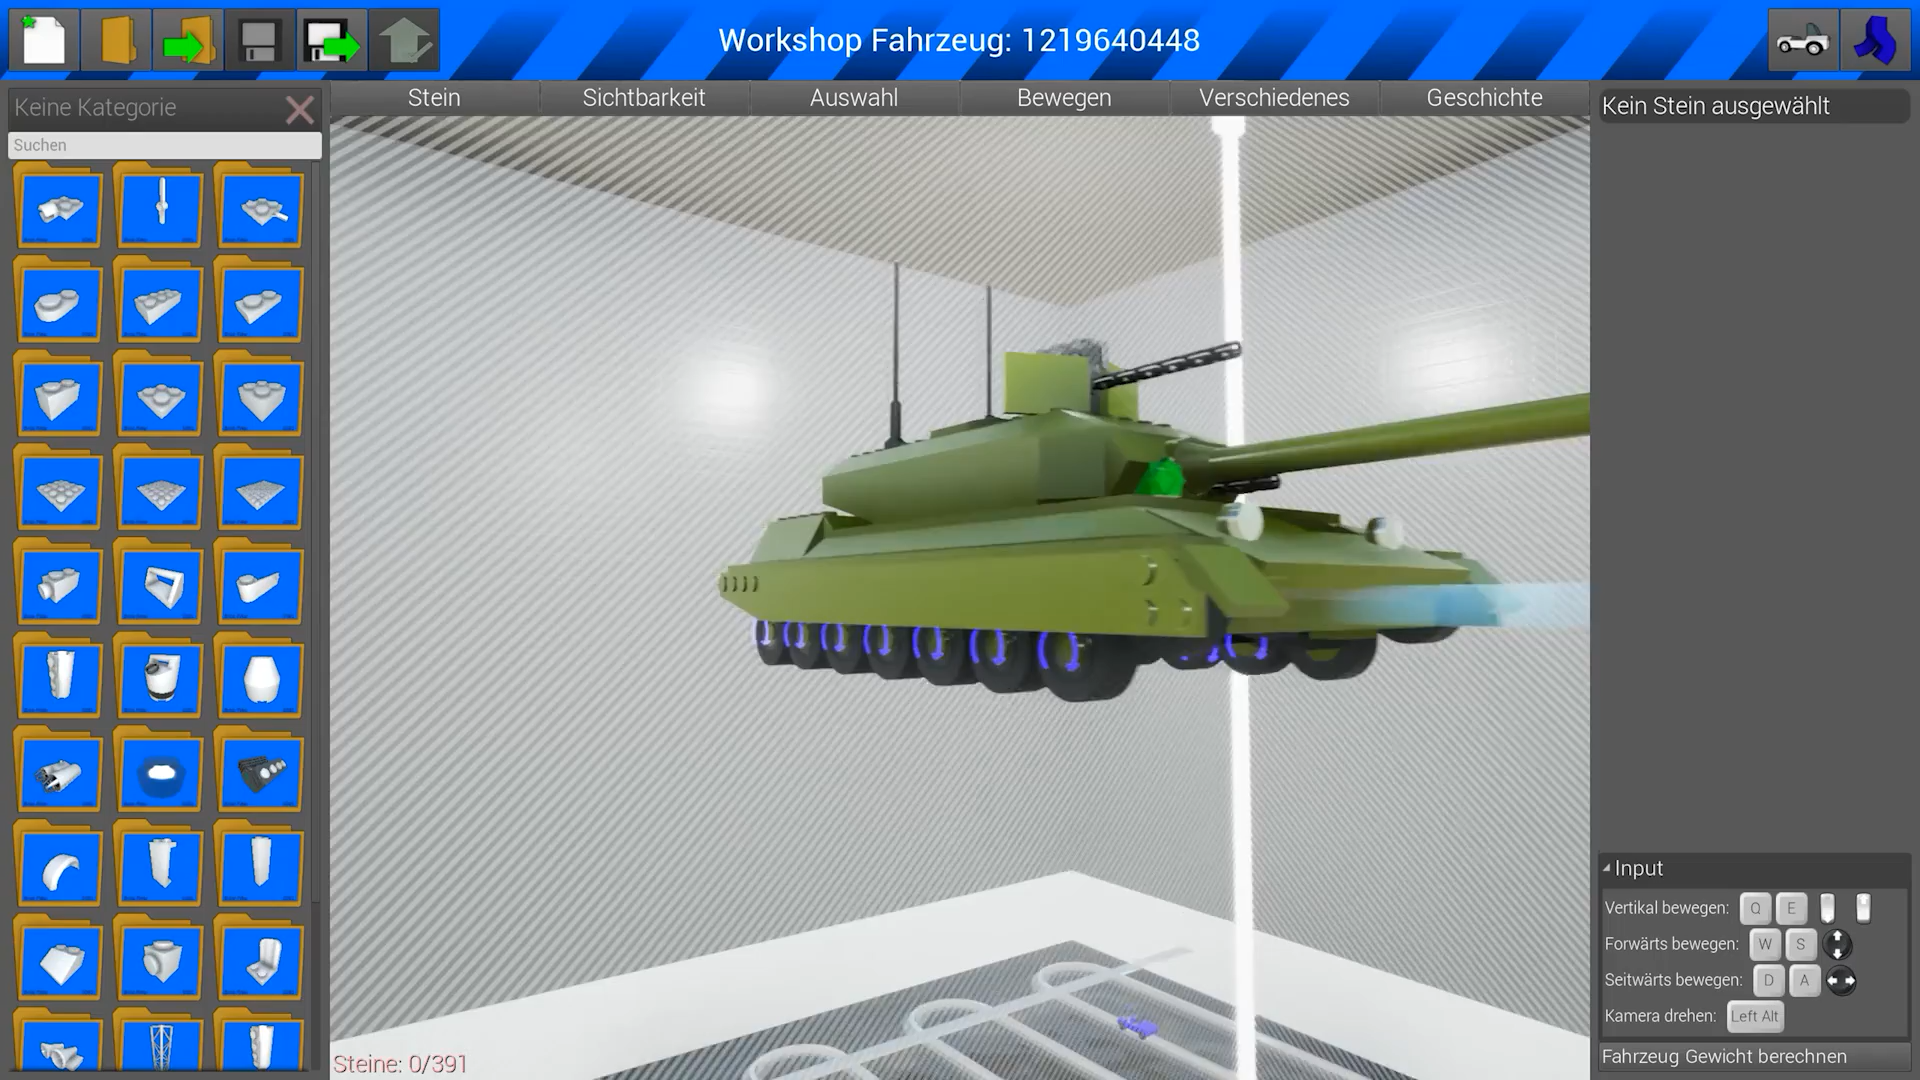 Workshop Fahrzeug: 1219640448
Keine Kategorie
Suchen
Stein
Sichtbarkeit
Auswahl
Bewegen
Verschiedenes
Geschichte
Kein Stein ausgewählt
Input
Vertikal bewegen: Q E
Forwärts bewegen: W S
Seitwärts bewegen: D A
Kamera drehen: Left Alt
Fahrzeug Gewicht berechnen
Steine: 0/391